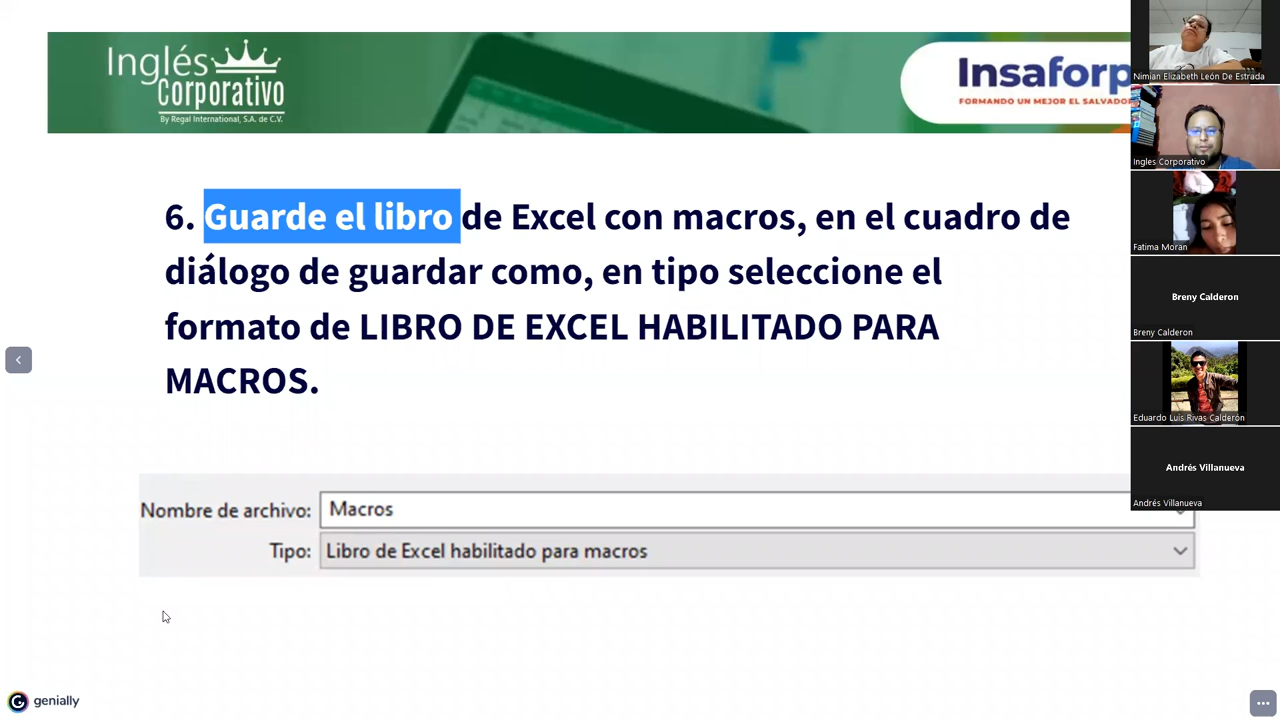 Inglés
Corporativo
By Regal International, S.A. de C.V.
Insaforp
FORMANDO UN MEJOR EL SALVADOR
6. Guarde el libro de Excel con macros, en el cuadro de
diálogo de guardar como, en tipo seleccione el
formato de LIBRO DE EXCEL HABILITADO PARA
MACROS.
Nombre de archivo: Macros
Tipo: Libro de Excel habilitado para macros
genially
Nimian Elizabeth León De Estrada
Ingles Corporativo
Fatima Moran
Breny Calderon
Breny Calderon
Eduardo Luis Rivas Calderón
Andrés Villanueva
Andrés Villanueva